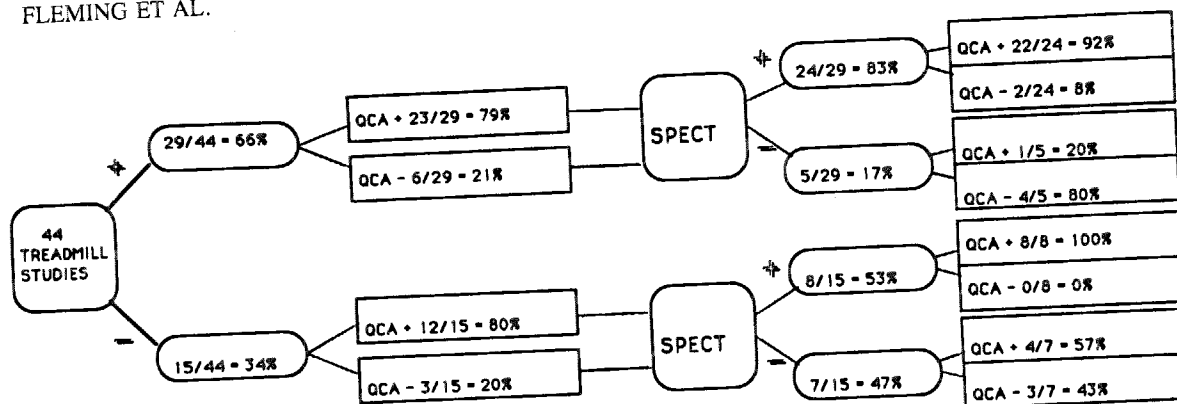 FLEMING ET AL.
44
TREADMILL
STUDIES
+
29/44 = 66%
QCA + 23/29 = 79%
QCA - 6/29 = 21%
SPECT
+
24/29 = 83%
QCA + 22/24 = 92%
QCA - 2/24 = 8%
-
5/29 = 17%
QCA + 1/5 = 20%
QCA - 4/5 = 80%
-
15/44 = 34%
QCA + 12/15 = 80%
QCA - 3/15 = 20%
SPECT
+
8/15 = 53%
QCA + 8/8 = 100%
QCA - 0/8 = 0%
-
7/15 = 47%
QCA + 4/7 = 57%
QCA - 3/7 = 43%